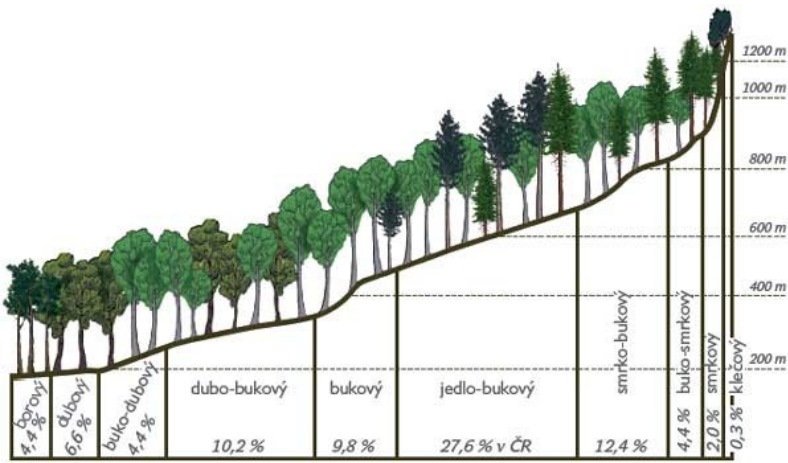 1200 m
1000 m
800 m
600 m
400 m
200 m
borový
4,4 %
dubový
6,6 %
buko-dubový
4,4 %
dubo-bukový
10,2 %
bukový
9,8 %
jedlo-bukový
27,6 % v ČR
smrko-bukový
12,4 %
buko-smrkový
4,4 %
smrkový
2,0 %
klečový
0,3 %